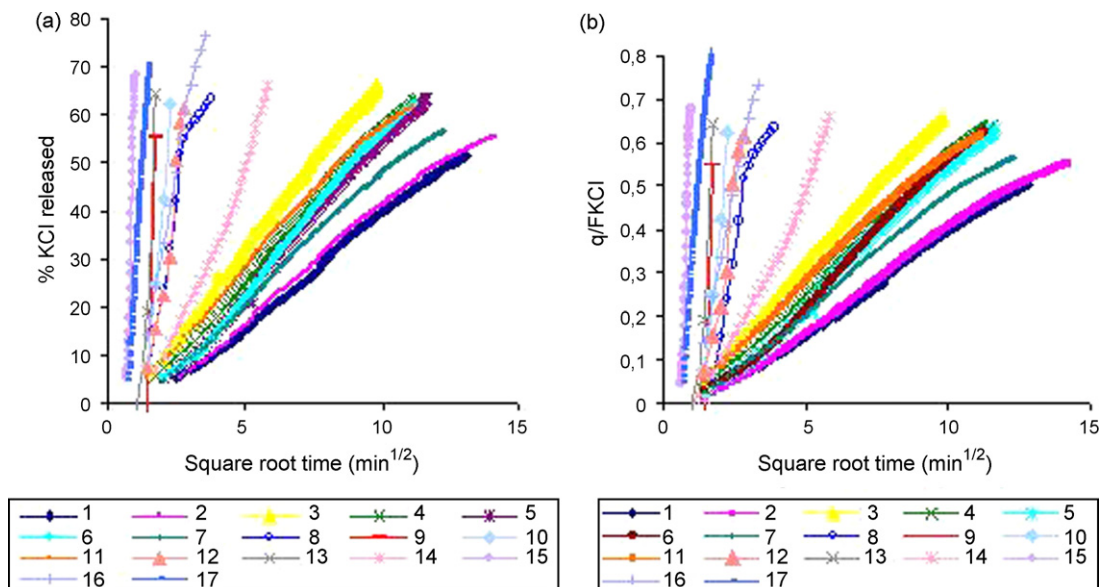 (a)
80
70
60
50
40
30
20
10
0
% KCl released
0 5 10 15
Square root time (min1/2)
1 2 3 4 5
6 7 8 9 10
11 12 13 14 15
16 17
(b)
0,8
0,7
0,6
0,5
0,4
0,3
0,2
0,1
0
q/FKCl
0 5 10 15
Square root time (min1/2)
1 2 3 4 5
6 7 8 9 10
11 12 13 14 15
16 17